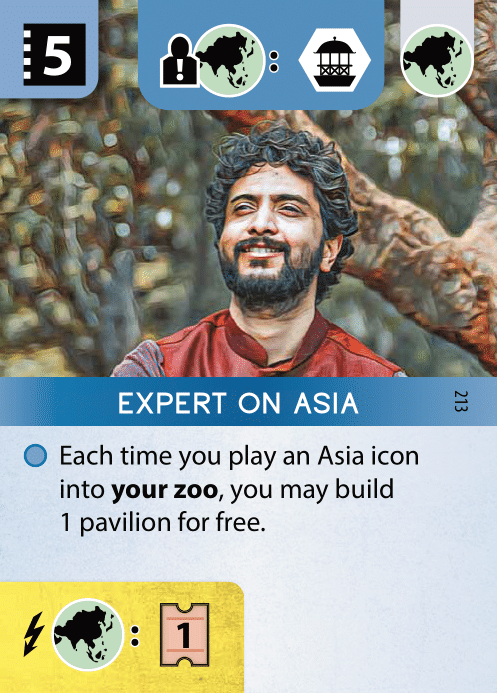 5
! :
EXPERT ON ASIA
213
Each time you play an Asia icon
into your zoo, you may build
1 pavilion for free.
: 1